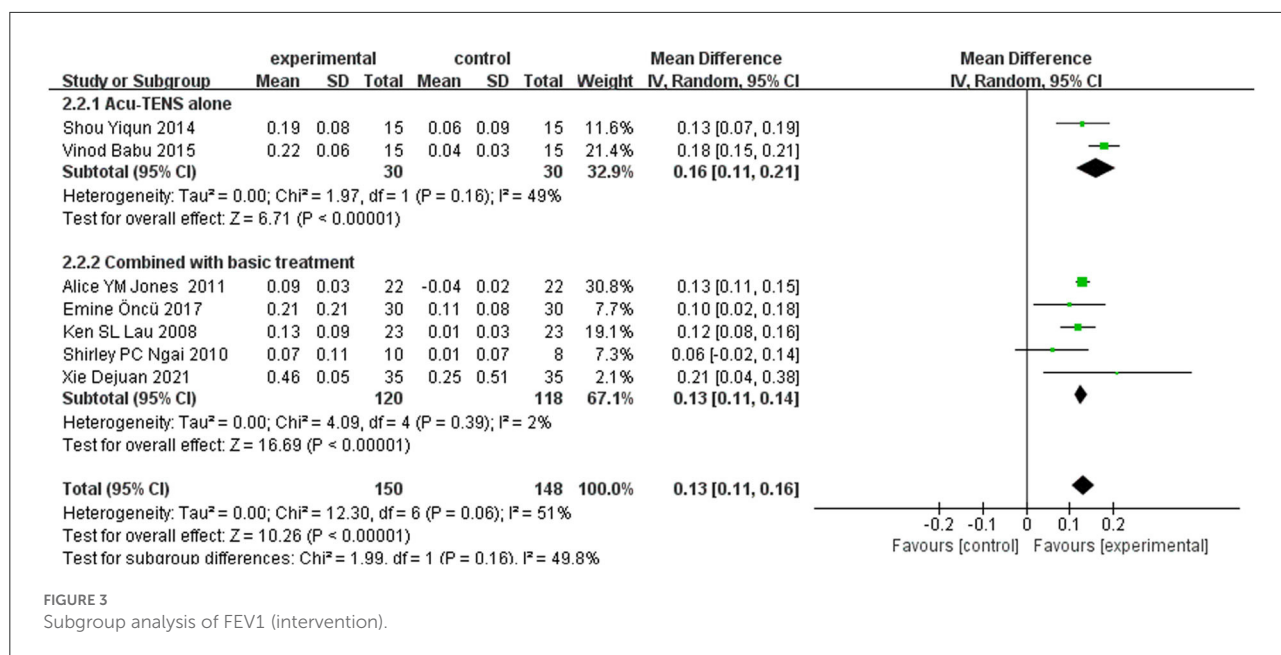 experimental control Mean Difference Mean Difference
Study or Subgroup Mean SD Total Mean SD Total Weight IV, Random, 95% CI IV, Random, 95% CI
2.2.1 Acu-TENS alone
Shou Yiqun 2014 0.19 0.08 15 0.06 0.09 15 11.6% 0.13 [0.07, 0.19]
Vinod Babu 2015 0.22 0.06 15 0.04 0.03 15 21.4% 0.18 [0.15, 0.21]
Subtotal (95% CI) 30 30 32.9% 0.16 [0.11, 0.21]
Heterogeneity: Tau² = 0.00; Chi² = 1.97, df = 1 (P = 0.16); I² = 49%
Test for overall effect: Z = 6.71 (P < 0.00001)
2.2.2 Combined with basic treatment
Alice YM Jones 2011 0.09 0.03 22 -0.04 0.02 22 30.8% 0.13 [0.11, 0.15]
Emine Öncü 2017 0.21 0.21 30 0.11 0.08 30 7.7% 0.10 [0.02, 0.18]
Ken SL Lau 2008 0.13 0.09 23 0.01 0.03 23 19.1% 0.12 [0.08, 0.16]
Shirley PC Ngai 2010 0.07 0.11 10 0.01 0.07 8 7.3% 0.06 [-0.02, 0.14]
Xie Dejuan 2021 0.46 0.05 35 0.25 0.51 35 2.1% 0.21 [0.04, 0.38]
Subtotal (95% CI) 120 118 67.1% 0.13 [0.11, 0.14]
Heterogeneity: Tau² = 0.00; Chi² = 4.09, df = 4 (P = 0.39); I² = 2%
Test for overall effect: Z = 16.69 (P < 0.00001)
Total (95% CI) 150 148 100.0% 0.13 [0.11, 0.16]
Heterogeneity: Tau² = 0.00; Chi² = 12.30, df = 6 (P = 0.06); I² = 51%
Test for overall effect: Z = 10.26 (P < 0.00001)
Test for subgroup differences: Chi² = 1.99. df = 1 (P = 0.16). I² = 49.8%
-0.2 -0.1 0 0.1 0.2
Favours [control] Favours [experimental]
FIGURE 3
Subgroup analysis of FEV1 (intervention).